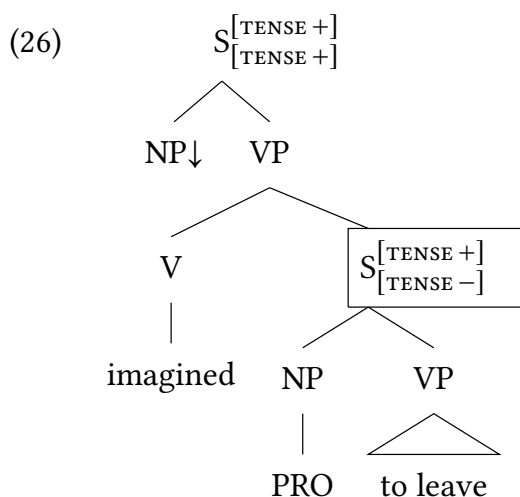 (26)
S[TENSE +]
[TENSE +]
NP↓ VP
V
S[TENSE +]
[TENSE −]
imagined NP VP
PRO to leave